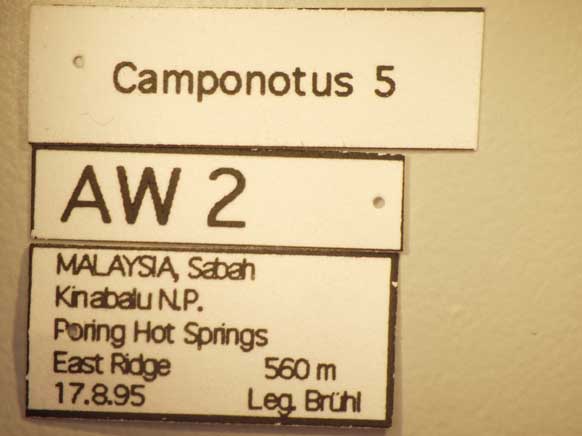 Camponotus 5
AW 2
MALAYSIA, Sabah
Kinabalu N.P.
Poring Hot Springs
East Ridge 560 m
17.8.95 Leg. Brühl